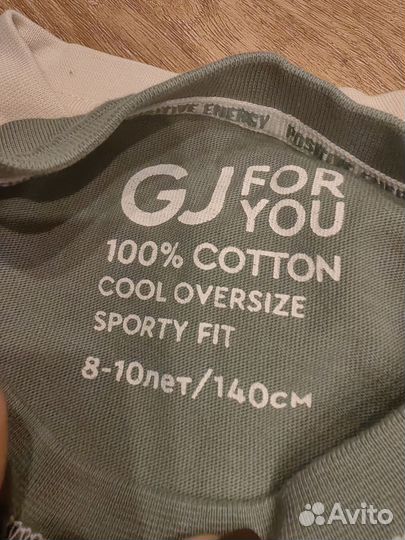 POSITIVE ENERGY POSITIVE
GJ FOR YOU
100% COTTON
COOL OVERSIZE
SPORTY FIT
8-10лет/140см
Avito